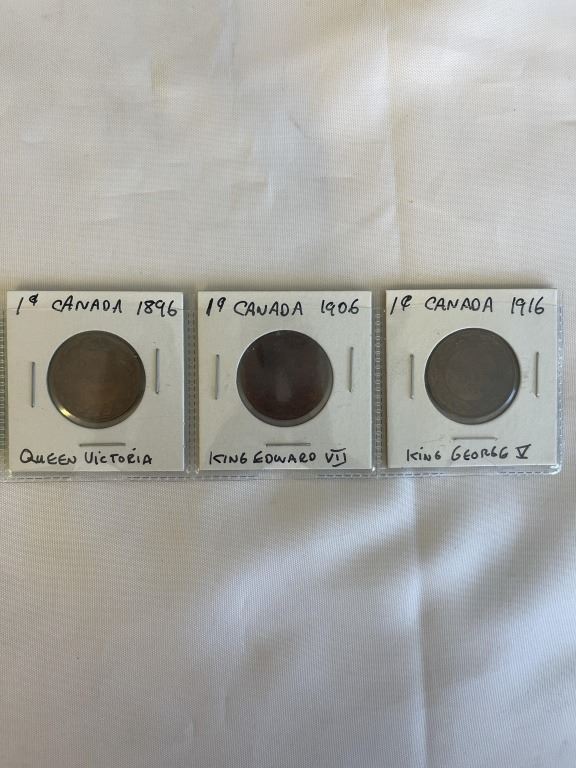 1¢ CANADA 1896
QUEEN VICTORIA
1¢ CANADA 1906
KING EDWARD VII
1¢ CANADA 1916
KING GEORGE V